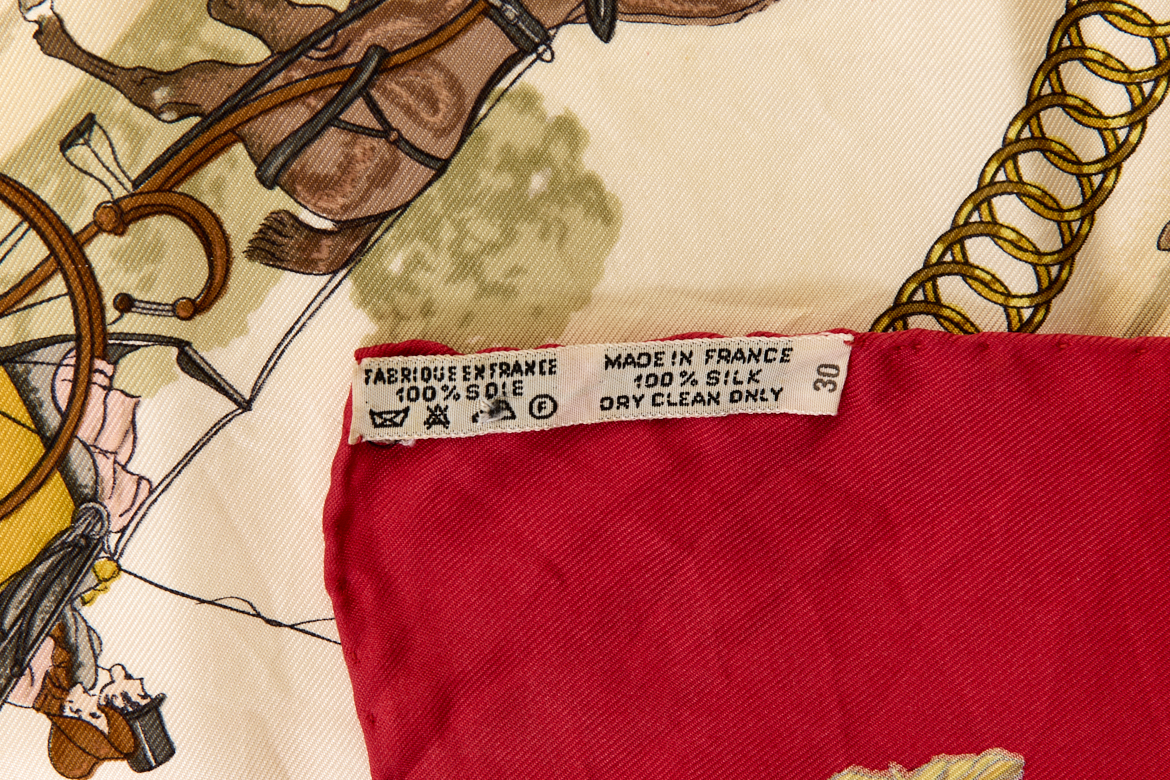 FABRIQUE EN FRANCE
100% SOIE
F
MADE IN FRANCE
100% SILK
DRY CLEAN ONLY
30